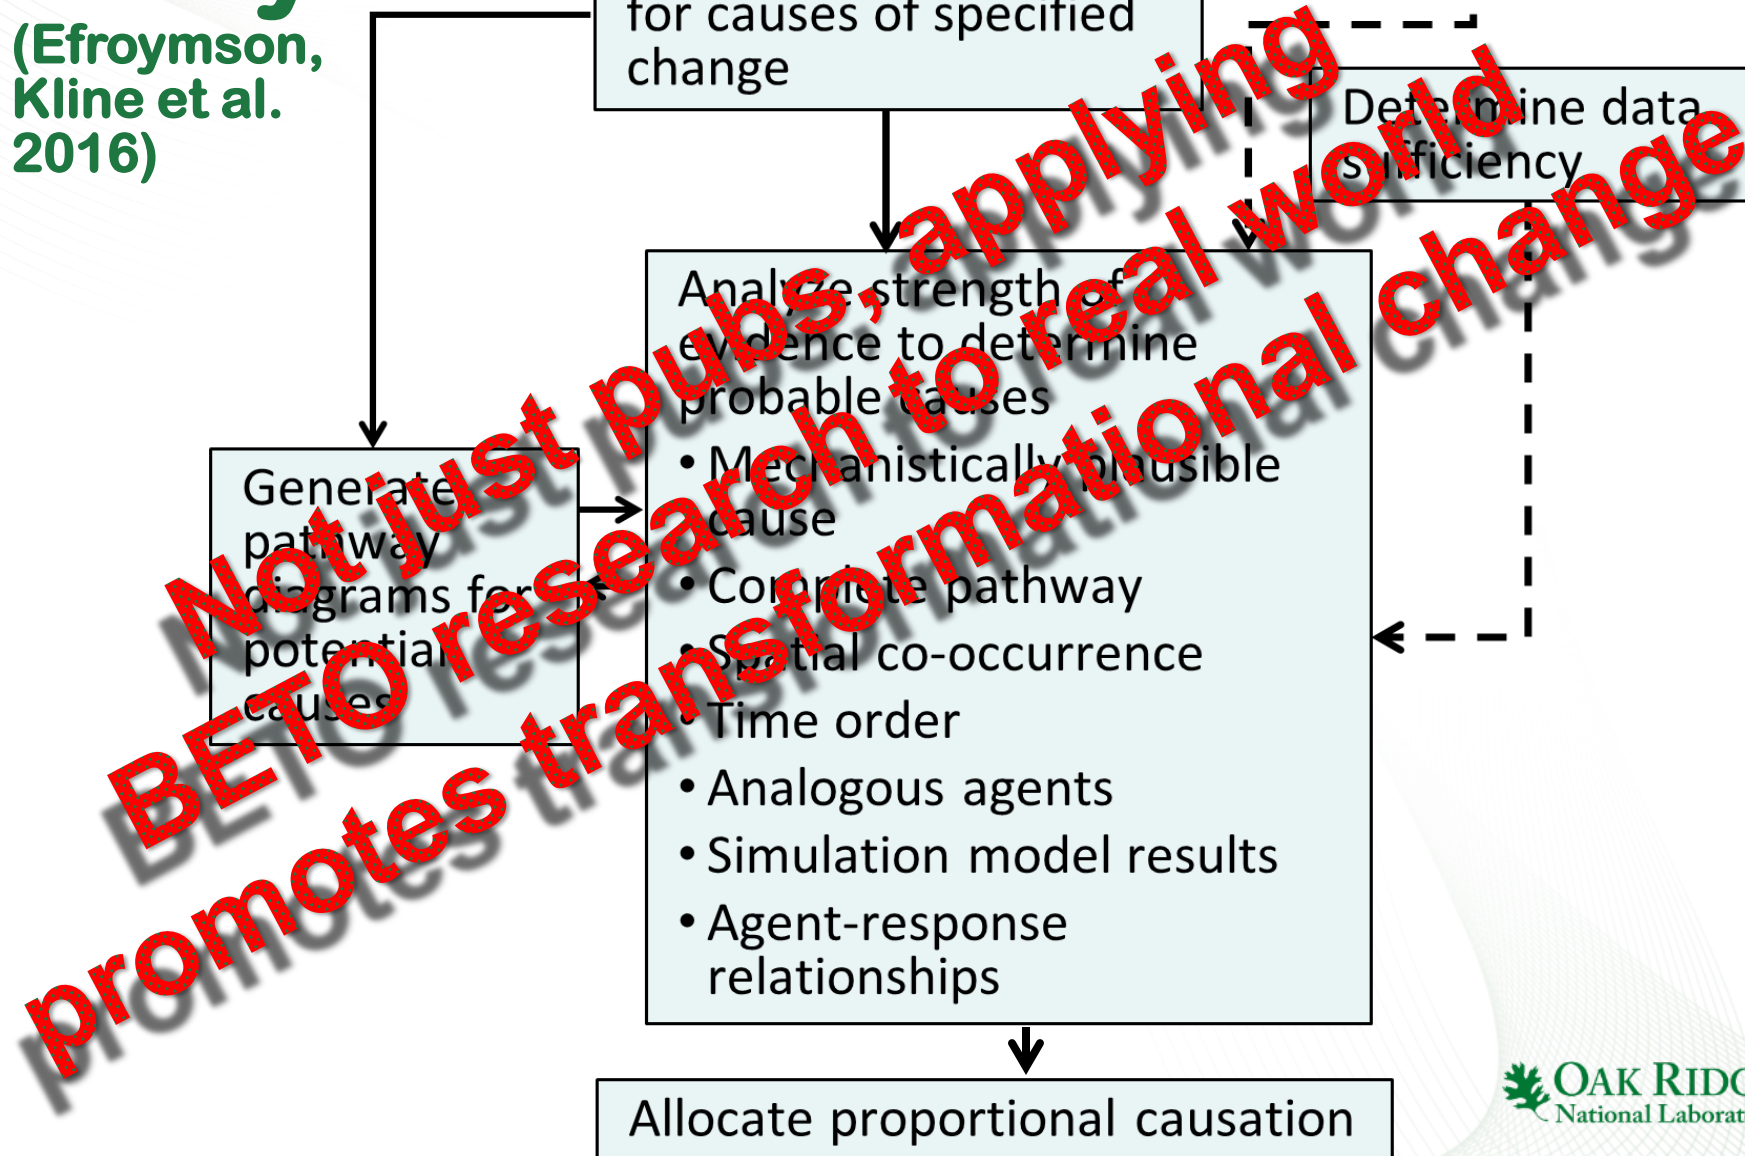 (Efroymson,
Kline et al.
2016)
for causes of specified
change
Determine data
sufficiency
Analyze strength of
evidence to determine
probable causes
• Mechanistically plausible
cause
• Complete pathway
• Spatial co-occurrence
• Time order
• Analogous agents
• Simulation model results
• Agent-response
relationships
Generate
pathway
diagrams for
potential
causes
Not just pubs, applying
BETO research to real world
promotes transformational change
Allocate proportional causation
OAK
National